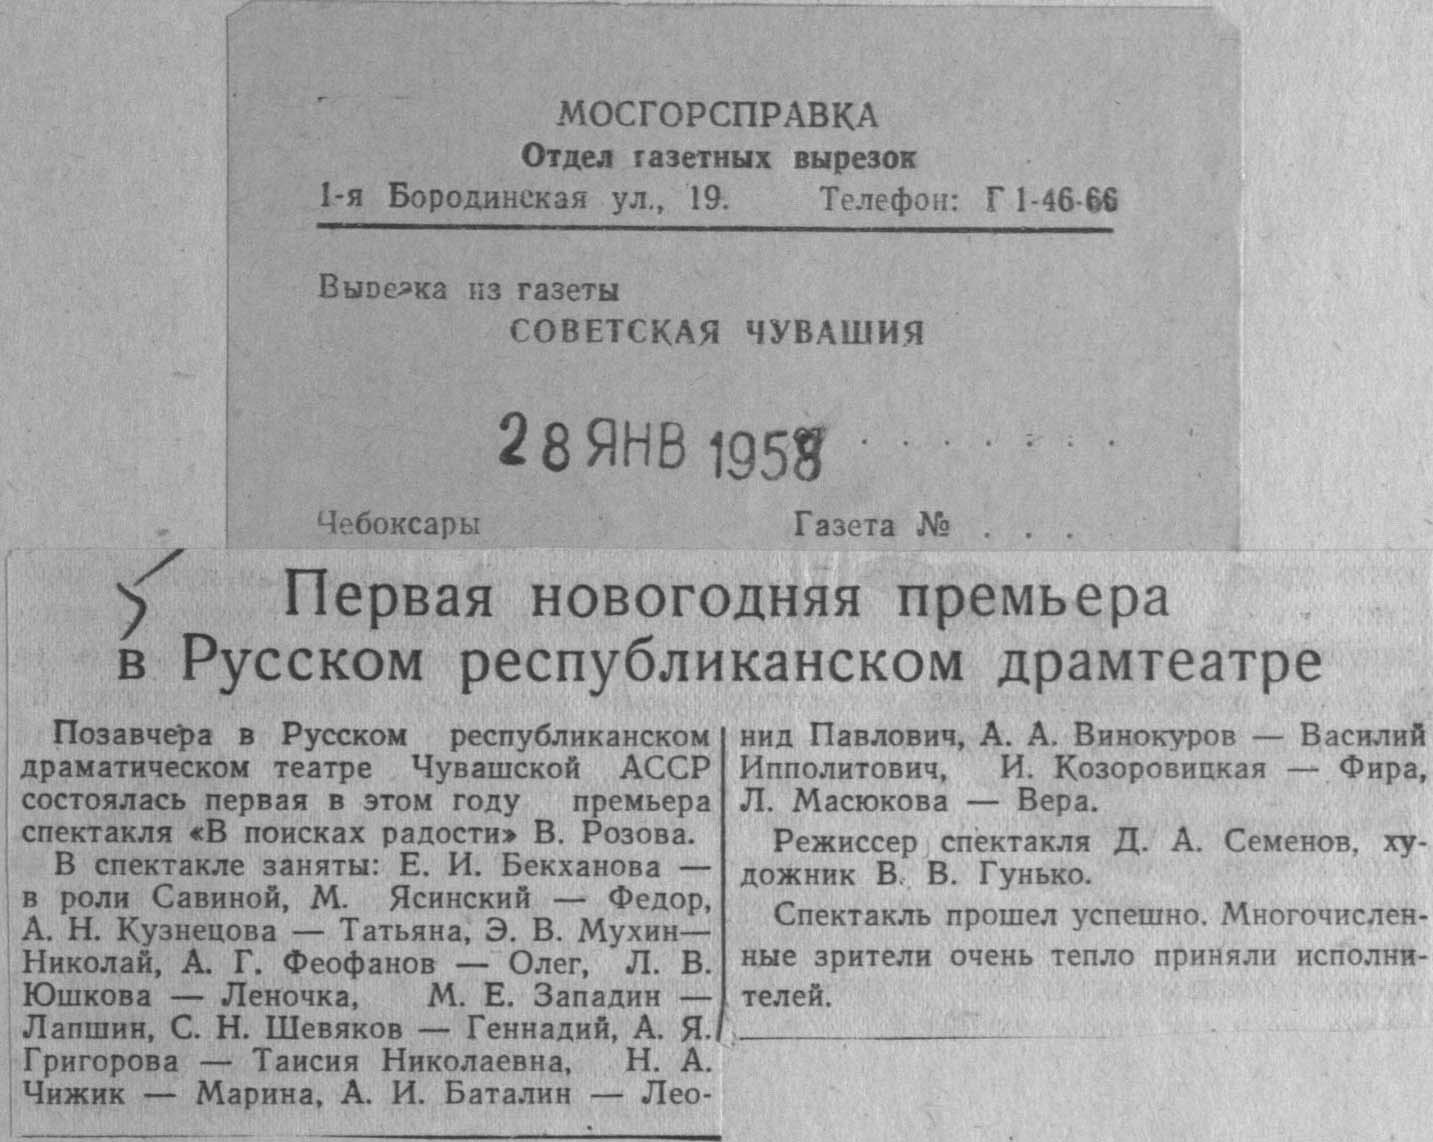 МОСГОРСПРАВКА
Отдел газетных вырезок
1-я Бородинская ул., 19. Телефон: Г 1-46-66
Вырезка из газеты
СОВЕТСКАЯ ЧУВАШИЯ
28 ЯНВ 1958
Чебоксары Газета № . . .
Первая новогодняя премьера
в Русском республиканском драмтеатре
Позавчера в Русском республиканском
драматическом театре Чувашской АССР
состоялась первая в этом году премьера
спектакля «В поисках радости» В. Розова.
В спектакле заняты: Е. И. Бекханова —
в роли Савиной, М. Ясинский — Федор,
А. Н. Кузнецова — Татьяна, Э. В. Мухин—
Николай, А. Г. Феофанов — Олег, Л. В.
Юшкова — Леночка, М. Е. Западин —
Лапшин, С. Н. Шевяков — Геннадий, А. Я.
Григорова — Таисия Николаевна, Н. А.
Чижик — Марина, А. И. Баталин — Лео-
нид Павлович, А. А. Винокуров — Василий
Ипполитович, И. Козоровицкая — Фира,
Л. Масюкова — Вера.
Режиссер спектакля Д. А. Семенов, ху-
дожник В. В. Гунько.
Спектакль прошел успешно. Многочислен-
ные зрители очень тепло приняли исполни-
телей.